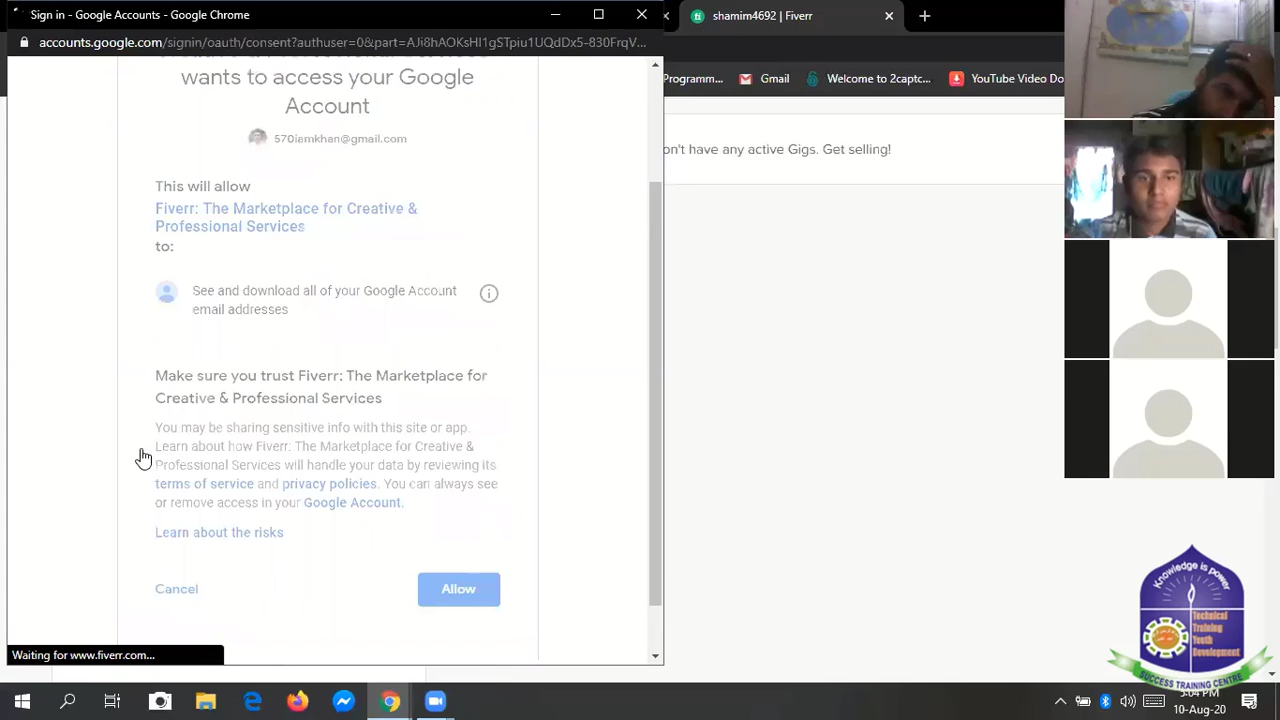 Sign in - Google Accounts - Google Chrome
shamim4692 | Fiverr
accounts.google.com/signin/oauth/consent?authuser=0&part=AJi8hAOKsHI1gSTpiu1UQdDx5-830FrqV...
Programm...
Gmail
Welcome to 2captc...
YouTube Video Do
wants to access your Google
Account
570iamkhan@gmail.com
on't have any active Gigs. Get selling!
This will allow
Fiverr: The Marketplace for Creative &
Professional Services
to:
See and download all of your Google Account
email addresses
Make sure you trust Fiverr: The Marketplace for
Creative & Professional Services
You may be sharing sensitive info with this site or app.
Learn about how Fiverr: The Marketplace for Creative &
Professional Services will handle your data by reviewing its
terms of service and privacy policies. You can always see
or remove access in your Google Account.
Learn about the risks
Cancel
Allow
Waiting for www.fiverr.com...
Knowledge is power
Technical
Training
Youth
Development
SUCCESS TRAINING CENTRE
5:04 PM
10-Aug-20